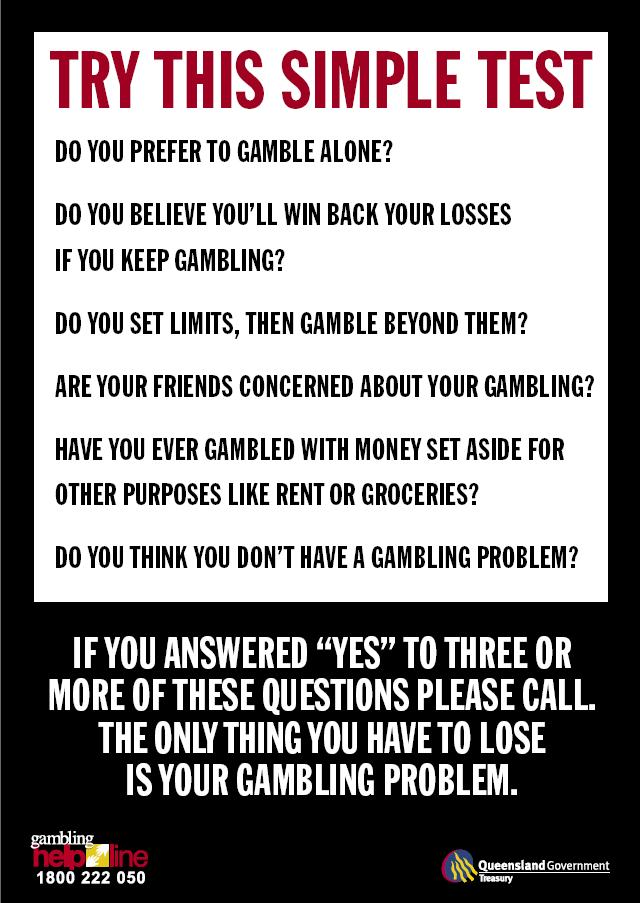 TRY THIS SIMPLE TEST
DO YOU PREFER TO GAMBLE ALONE?
DO YOU BELIEVE YOU'LL WIN BACK YOUR LOSSES
IF YOU KEEP GAMBLING?
DO YOU SET LIMITS, THEN GAMBLE BEYOND THEM?
ARE YOUR FRIENDS CONCERNED ABOUT YOUR GAMBLING?
HAVE YOU EVER GAMBLED WITH MONEY SET ASIDE FOR
OTHER PURPOSES LIKE RENT OR GROCERIES?
DO YOU THINK YOU DON'T HAVE A GAMBLING PROBLEM?
IF YOU ANSWERED “YES” TO THREE OR
MORE OF THESE QUESTIONS PLEASE CALL.
THE ONLY THING YOU HAVE TO LOSE
IS YOUR GAMBLING PROBLEM.
gambling
help line
1800 222 050
Queensland Government
Treasury